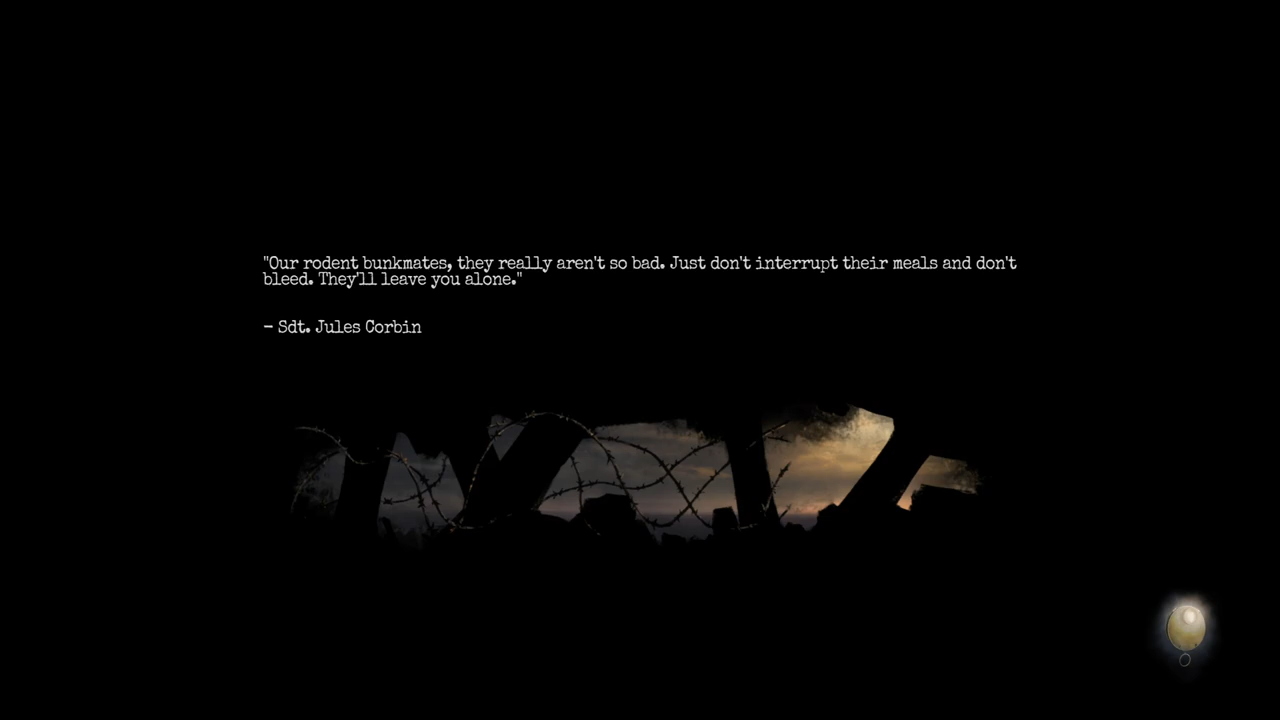 "Our rodent bunkmates, they really aren't so bad. Just don't interrupt their meals and don't
bleed. They'll leave you alone."
- Sdt. Jules Corbin